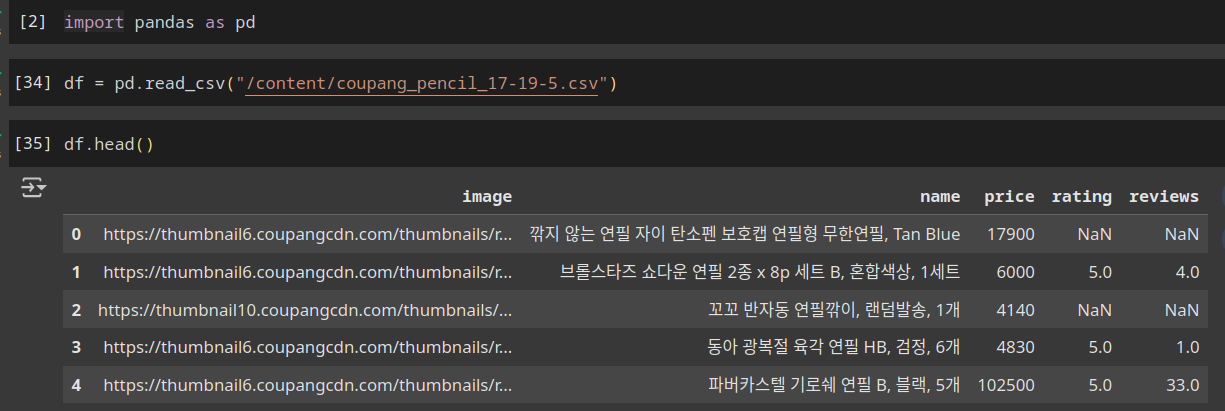 [2] import pandas as pd
[34] df = pd.read_csv("/content/coupang_pencil_17-19-5.csv")
[35] df.head()
image name price rating reviews
0 https://thumbnail6.coupangcdn.com/thumbnails/r... 깎지 않는 연필 자이 탄소펜 보호캡 연필형 무한연필, Tan Blue 17900 NaN NaN
1 https://thumbnail6.coupangcdn.com/thumbnails/r... 브롤스타즈 쇼다운 연필 2종 x 8p 세트 B, 혼합색상, 1세트 6000 5.0 4.0
2 https://thumbnail10.coupangcdn.com/thumbnails/... 꼬꼬 반자동 연필깎이, 랜덤발송, 1개 4140 NaN NaN
3 https://thumbnail6.coupangcdn.com/thumbnails/r... 동아 광복절 육각 연필 HB, 검정, 6개 4830 5.0 1.0
4 https://thumbnail6.coupangcdn.com/thumbnails/r... 파버카스텔 기로쉐 연필 B, 블랙, 5개 102500 5.0 33.0